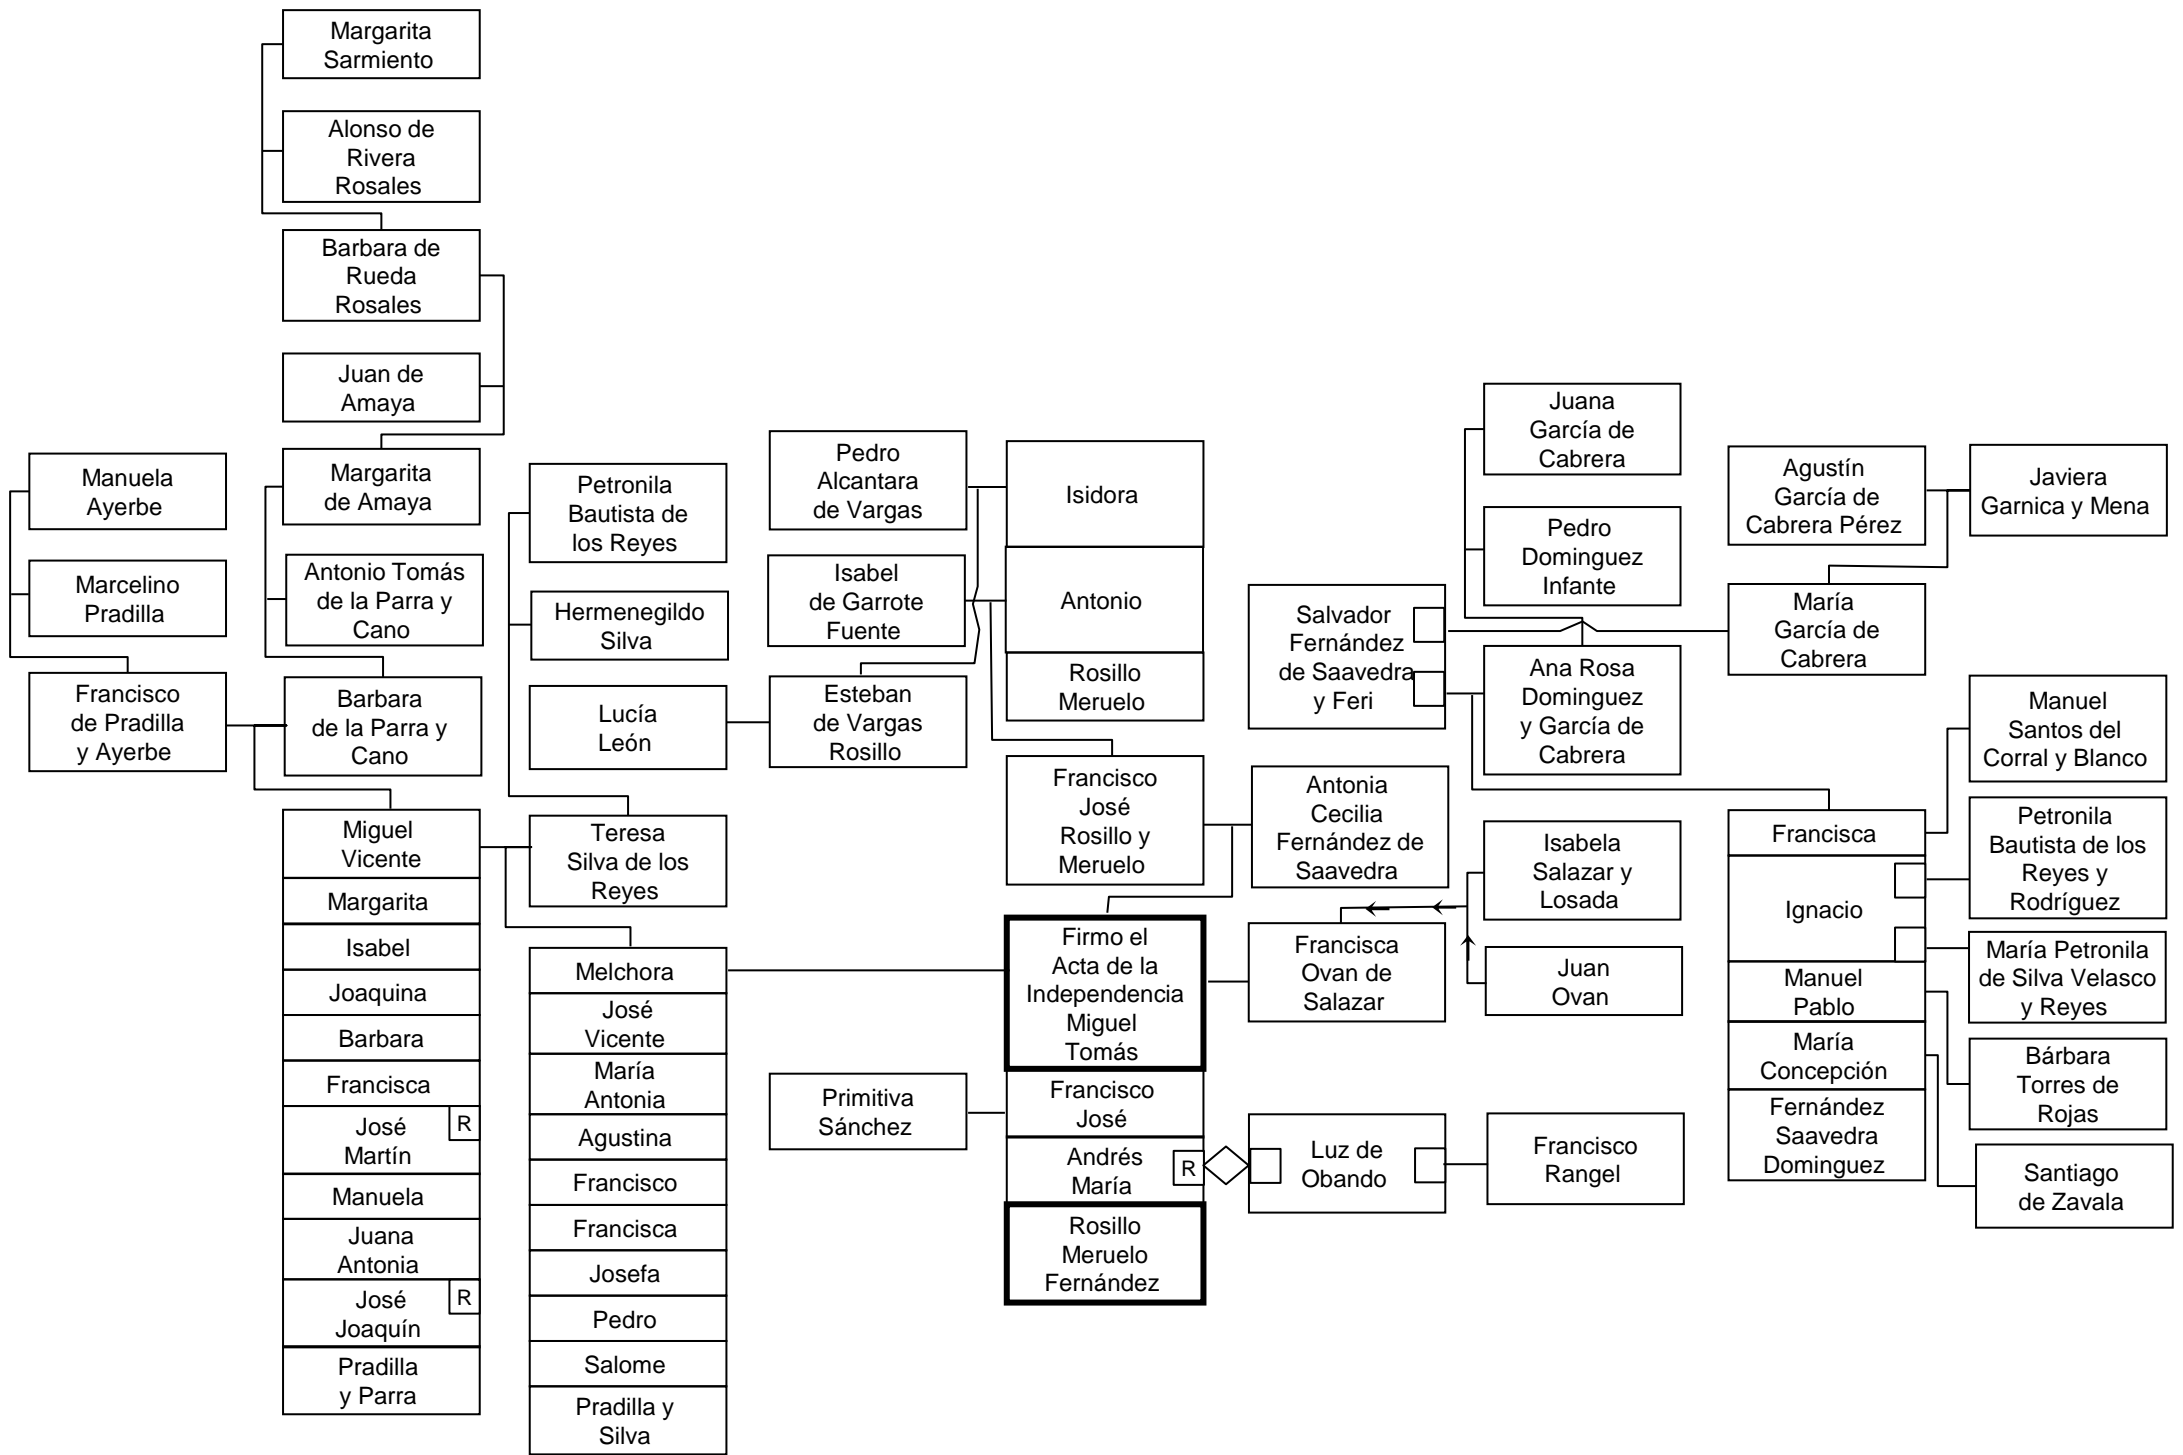 Margarita
Sarmiento
Alonso de
Rivera
Rosales
Barbara de
Rueda
Rosales
Juan de
Amaya
Manuela
Ayerbe
Marcelino
Pradilla
Francisco
de Pradilla
y Ayerbe
Margarita
de Amaya
Antonio Tomás
de la Parra y
Cano
Barbara
de la Parra y
Cano
Miguel
Vicente
Margarita
Isabel
Joaquina
Barbara
Francisca
José
Martín
R
Manuela
Juana
Antonia
José
Joaquín
R
Pradilla
y Parra
Petronila
Bautista de
los Reyes
Hermenegildo
Silva
Lucía
León
Teresa
Silva de los
Reyes
Melchora
José
Vicente
María
Antonia
Agustina
Francisco
Francisca
Josefa
Pedro
Salome
Pradilla y
Silva
Pedro
Alcantara
de Vargas
Isabel
de Garrote
Fuente
Esteban
de Vargas
Rosillo
Primitiva
Sánchez
Isidora
Antonio
Rosillo
Meruelo
Francisco
José
Rosillo y
Meruelo
Firmo el
Acta de la
Independencia
Miguel
Tomás
Francisco
José
Andrés
María
R
Rosillo
Meruelo
Fernández
Salvador
Fernández
de Saavedra
y Feri
Antonia
Cecilia
Fernández de
Saavedra
Francisca
Ovan de
Salazar
Luz de
Obando
Juana
García de
Cabrera
Pedro
Dominguez
Infante
Ana Rosa
Dominguez
y García de
Cabrera
Isabela
Salazar y
Losada
Juan
Ovan
Francisco
Rangel
Agustín
García de
Cabrera Pérez
María
García de
Cabrera
Francisca
Ignacio
Manuel
Pablo
María
Concepción
Fernández
Saavedra
Dominguez
Javiera
Garnica y Mena
Manuel
Santos del
Corral y Blanco
Petronila
Bautista de los
Reyes y
Rodríguez
María Petronila
de Silva Velasco
y Reyes
Bárbara
Torres de
Rojas
Santiago
de Zavala